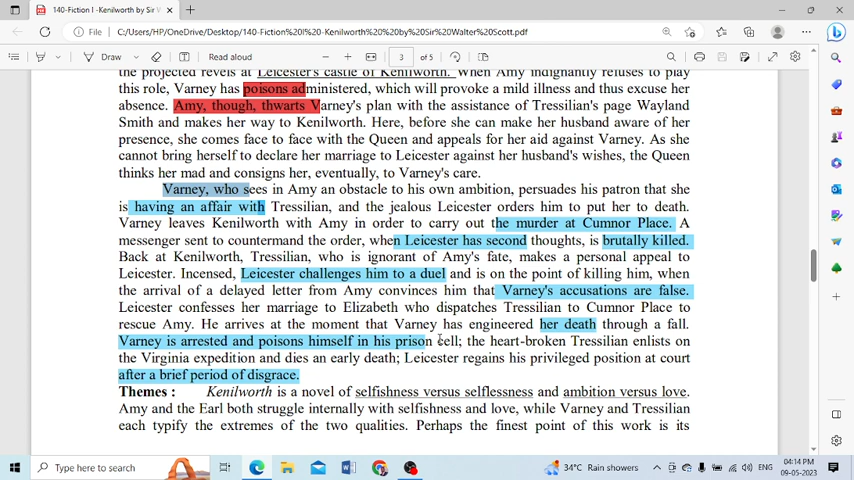 140-Fiction I -Kenilworth by Sir W
File
C:/Users/HP/OneDrive/Desktop/140-Fiction%20I%20-Kenilworth%20%20by%20Sir%20Walter%20Scott.pdf
Draw
Read aloud
3 of 5
the projected revels at Leicester's castle of Kenilworth. When Amy indignantly refuses to play
this role, Varney has poisons administered, which will provoke a mild illness and thus excuse her
absence. Amy, though, thwarts Varney's plan with the assistance of Tressilian's page Wayland
Smith and makes her way to Kenilworth. Here, before she can make her husband aware of her
presence, she comes face to face with the Queen and appeals for her aid against Varney. As she
cannot bring herself to declare her marriage to Leicester against her husband's wishes, the Queen
thinks her mad and consigns her, eventually, to Varney's care.
Varney, who sees in Amy an obstacle to his own ambition, persuades his patron that she
is having an affair with Tressilian, and the jealous Leicester orders him to put her to death.
Varney leaves Kenilworth with Amy in order to carry out the murder at Cumnor Place. A
messenger sent to countermand the order, when Leicester has second thoughts, is brutally killed.
Back at Kenilworth, Tressilian, who is ignorant of Amy's fate, makes a personal appeal to
Leicester. Incensed, Leicester challenges him to a duel and is on the point of killing him, when
the arrival of a delayed letter from Amy convinces him that Varney's accusations are false.
Leicester confesses her marriage to Elizabeth who dispatches Tressilian to Cumnor Place to
rescue Amy. He arrives at the moment that Varney has engineered her death through a fall.
Varney is arrested and poisons himself in his prison cell; the heart-broken Tressilian enlists on
the Virginia expedition and dies an early death; Leicester regains his privileged position at court
after a brief period of disgrace.
Themes : Kenilworth is a novel of selfishness versus selflessness and ambition versus love.
Amy and the Earl both struggle internally with selfishness and love, while Varney and Tressilian
each typify the extremes of the two qualities. Perhaps the finest point of this work is its
Type here to search
34°C Rain showers
ENG
04:14 PM
09-05-2023